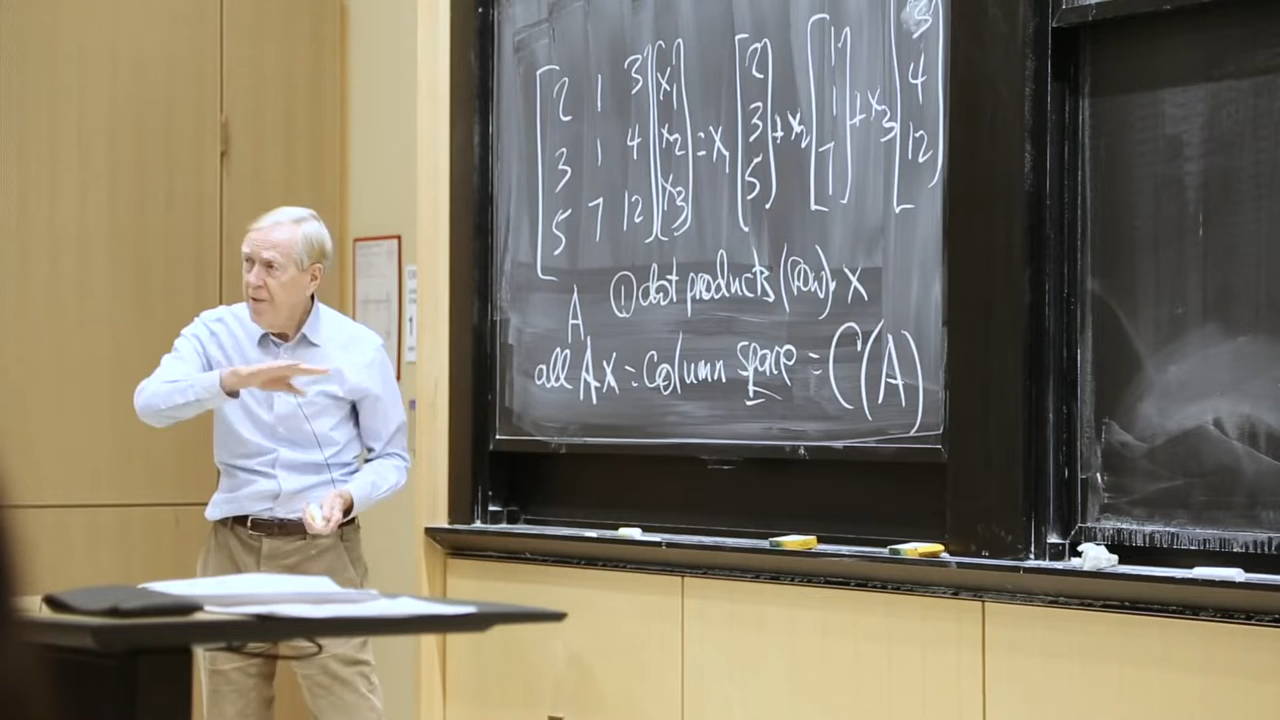 [2 1 3] [x1] = x1 [2] + x2 [1] + x3 [3]
[3 1 4] [x2] [3] [1] [4]
[5 7 12] [x3] [5] [7] [12]
A ① dot products (row)·x
all Ax = column space = C(A)